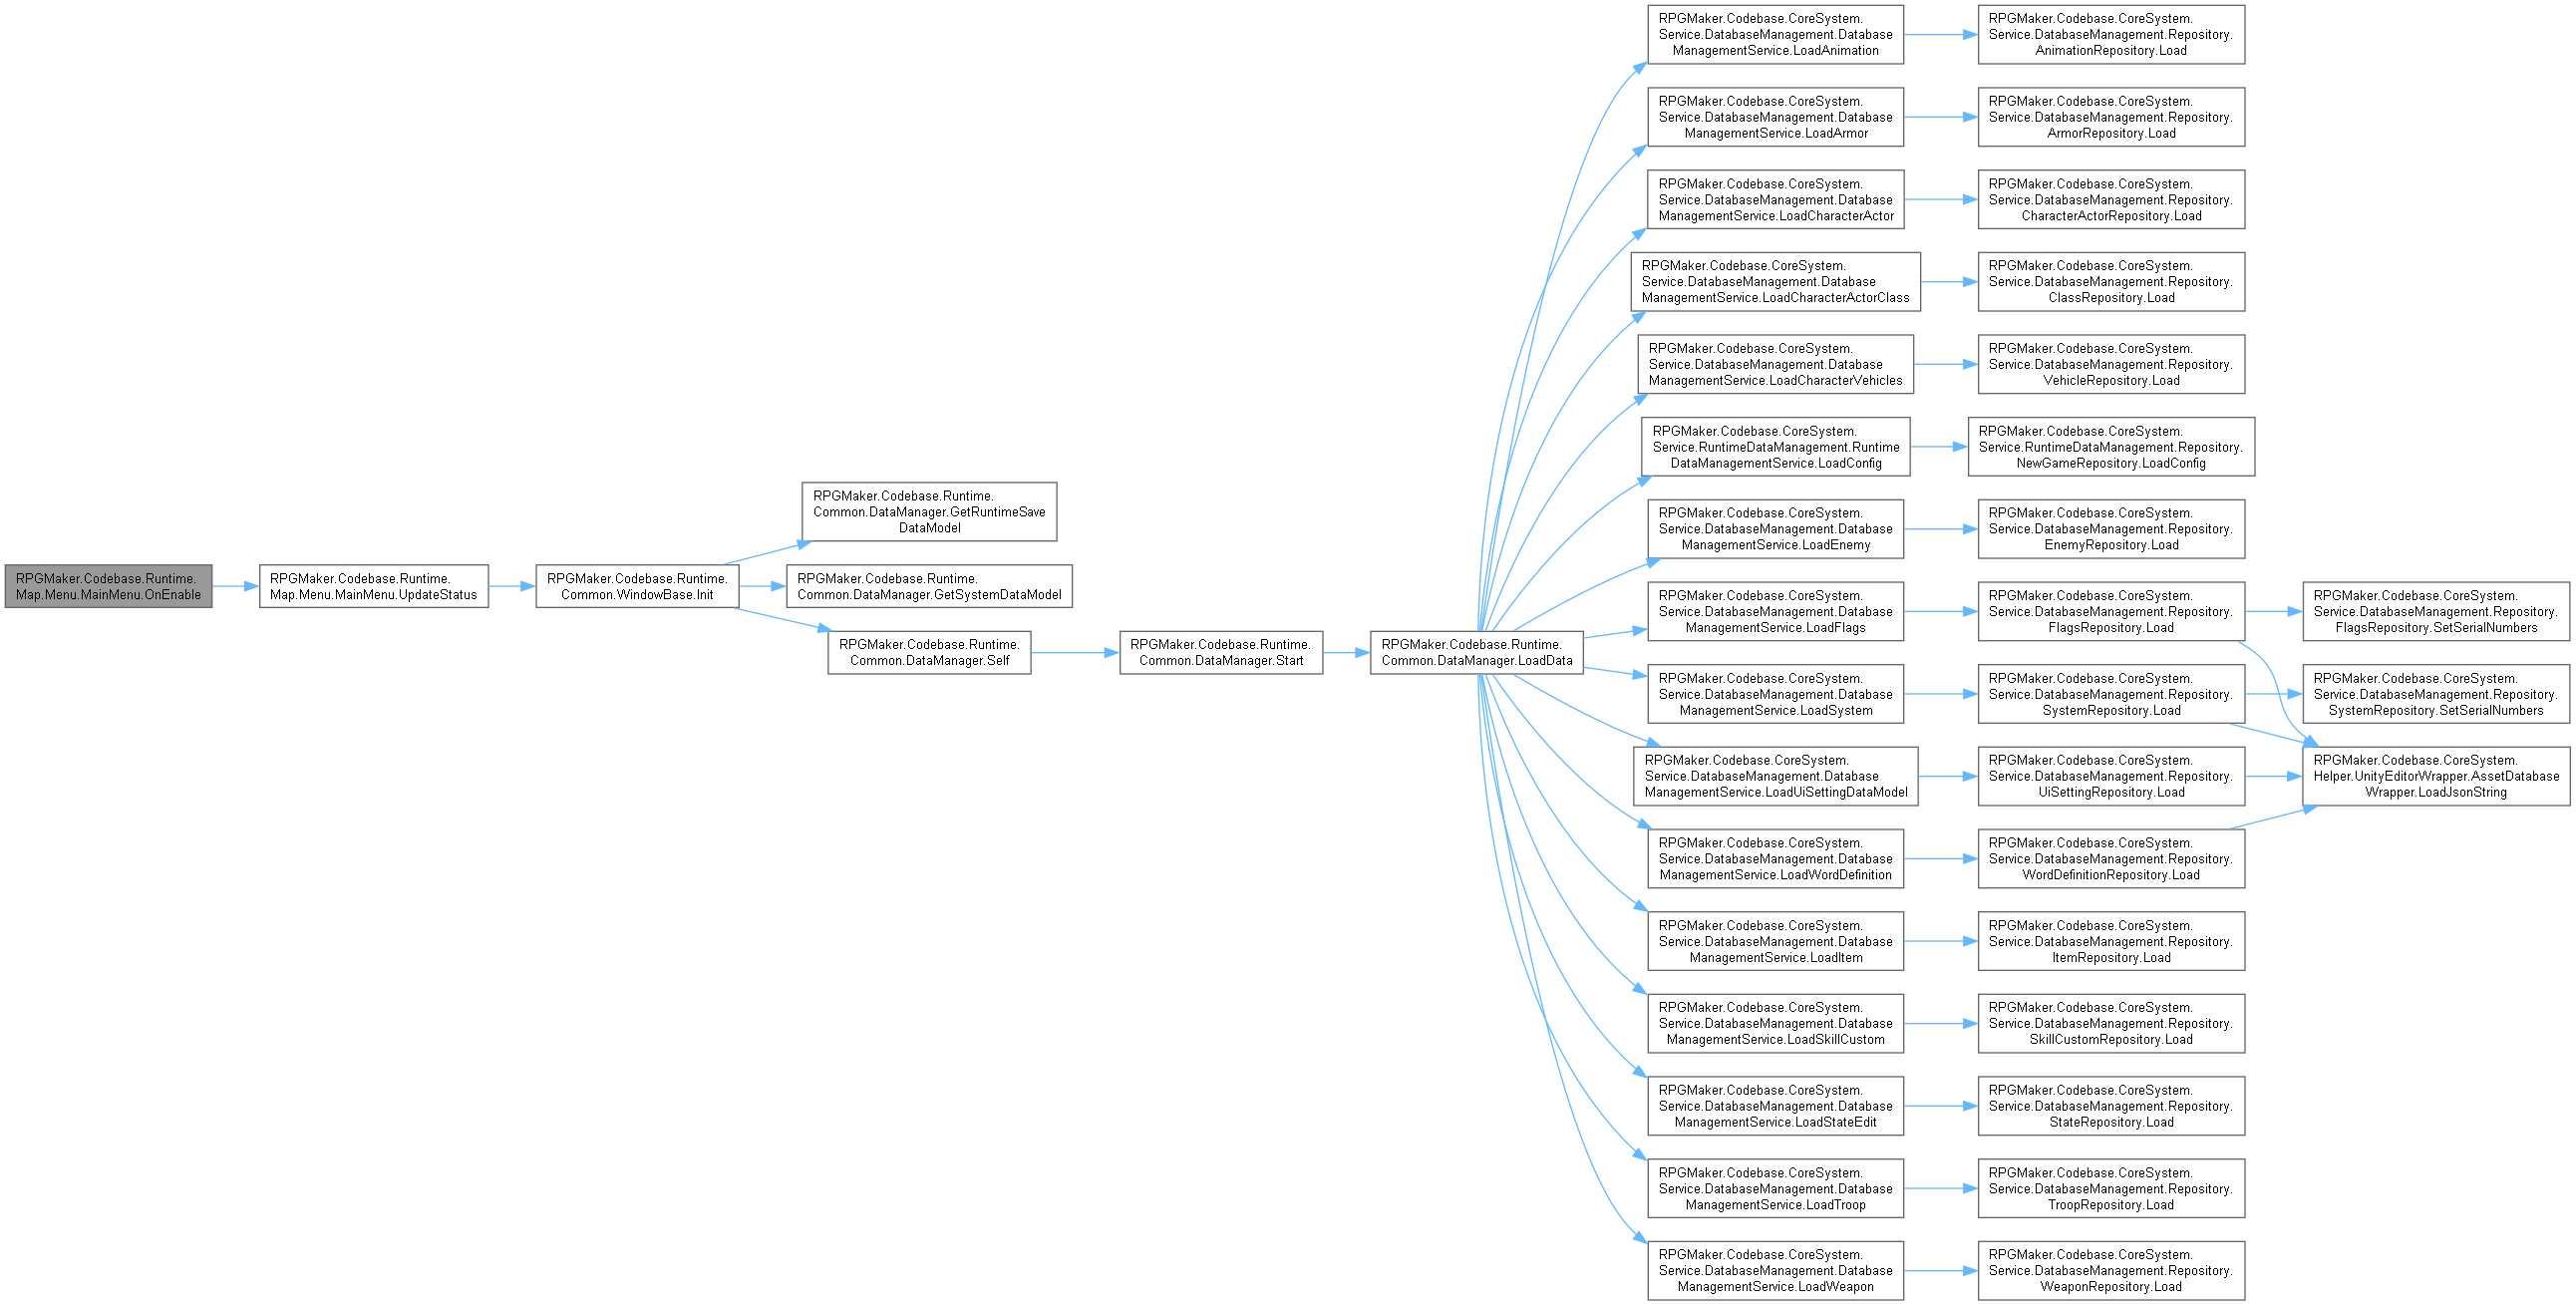 RPGMaker.Codebase.Runtime.
Map.Menu.MainMenu.OnEnable
RPGMaker.Codebase.Runtime.
Map.Menu.MainMenu.UpdateStatus
RPGMaker.Codebase.Runtime.
Common.WindowBase.Init
RPGMaker.Codebase.Runtime.
Common.DataManager.GetRuntimeSave
DataModel
RPGMaker.Codebase.Runtime.
Common.DataManager.GetSystemDataModel
RPGMaker.Codebase.Runtime.
Common.DataManager.Self
RPGMaker.Codebase.Runtime.
Common.DataManager.Start
RPGMaker.Codebase.Runtime.
Common.DataManager.LoadData
RPGMaker.Codebase.CoreSystem.
Service.DatabaseManagement.Database
ManagementService.LoadAnimation
RPGMaker.Codebase.CoreSystem.
Service.DatabaseManagement.Repository.
AnimationRepository.Load
RPGMaker.Codebase.CoreSystem.
Service.DatabaseManagement.Database
ManagementService.LoadArmor
RPGMaker.Codebase.CoreSystem.
Service.DatabaseManagement.Repository.
ArmorRepository.Load
RPGMaker.Codebase.CoreSystem.
Service.DatabaseManagement.Database
ManagementService.LoadCharacterActor
RPGMaker.Codebase.CoreSystem.
Service.DatabaseManagement.Repository.
CharacterActorRepository.Load
RPGMaker.Codebase.CoreSystem.
Service.DatabaseManagement.Database
ManagementService.LoadCharacterActorClass
RPGMaker.Codebase.CoreSystem.
Service.DatabaseManagement.Repository.
ClassRepository.Load
RPGMaker.Codebase.CoreSystem.
Service.DatabaseManagement.Database
ManagementService.LoadCharacterVehicles
RPGMaker.Codebase.CoreSystem.
Service.DatabaseManagement.Repository.
VehicleRepository.Load
RPGMaker.Codebase.CoreSystem.
Service.RuntimeDataManagement.Runtime
DataManagementService.LoadConfig
RPGMaker.Codebase.CoreSystem.
Service.RuntimeDataManagement.Repository.
NewGameRepository.LoadConfig
RPGMaker.Codebase.CoreSystem.
Service.DatabaseManagement.Database
ManagementService.LoadEnemy
RPGMaker.Codebase.CoreSystem.
Service.DatabaseManagement.Repository.
EnemyRepository.Load
RPGMaker.Codebase.CoreSystem.
Service.DatabaseManagement.Database
ManagementService.LoadFlags
RPGMaker.Codebase.CoreSystem.
Service.DatabaseManagement.Repository.
FlagsRepository.Load
RPGMaker.Codebase.CoreSystem.
Service.DatabaseManagement.Repository.
FlagsRepository.SetSerialNumbers
RPGMaker.Codebase.CoreSystem.
Service.DatabaseManagement.Database
ManagementService.LoadSystem
RPGMaker.Codebase.CoreSystem.
Service.DatabaseManagement.Repository.
SystemRepository.Load
RPGMaker.Codebase.CoreSystem.
Service.DatabaseManagement.Repository.
SystemRepository.SetSerialNumbers
RPGMaker.Codebase.CoreSystem.
Service.DatabaseManagement.Database
ManagementService.LoadUiSettingDataModel
RPGMaker.Codebase.CoreSystem.
Service.DatabaseManagement.Repository.
UiSettingRepository.Load
RPGMaker.Codebase.CoreSystem.
Helper.UnityEditorWrapper.AssetDatabase
Wrapper.LoadJsonString
RPGMaker.Codebase.CoreSystem.
Service.DatabaseManagement.Database
ManagementService.LoadWordDefinition
RPGMaker.Codebase.CoreSystem.
Service.DatabaseManagement.Repository.
WordDefinitionRepository.Load
RPGMaker.Codebase.CoreSystem.
Service.DatabaseManagement.Database
ManagementService.LoadItem
RPGMaker.Codebase.CoreSystem.
Service.DatabaseManagement.Repository.
ItemRepository.Load
RPGMaker.Codebase.CoreSystem.
Service.DatabaseManagement.Database
ManagementService.LoadSkillCustom
RPGMaker.Codebase.CoreSystem.
Service.DatabaseManagement.Repository.
SkillCustomRepository.Load
RPGMaker.Codebase.CoreSystem.
Service.DatabaseManagement.Database
ManagementService.LoadStateEdit
RPGMaker.Codebase.CoreSystem.
Service.DatabaseManagement.Repository.
StateRepository.Load
RPGMaker.Codebase.CoreSystem.
Service.DatabaseManagement.Database
ManagementService.LoadTroop
RPGMaker.Codebase.CoreSystem.
Service.DatabaseManagement.Repository.
TroopRepository.Load
RPGMaker.Codebase.CoreSystem.
Service.DatabaseManagement.Database
ManagementService.LoadWeapon
RPGMaker.Codebase.CoreSystem.
Service.DatabaseManagement.Repository.
WeaponRepository.Load